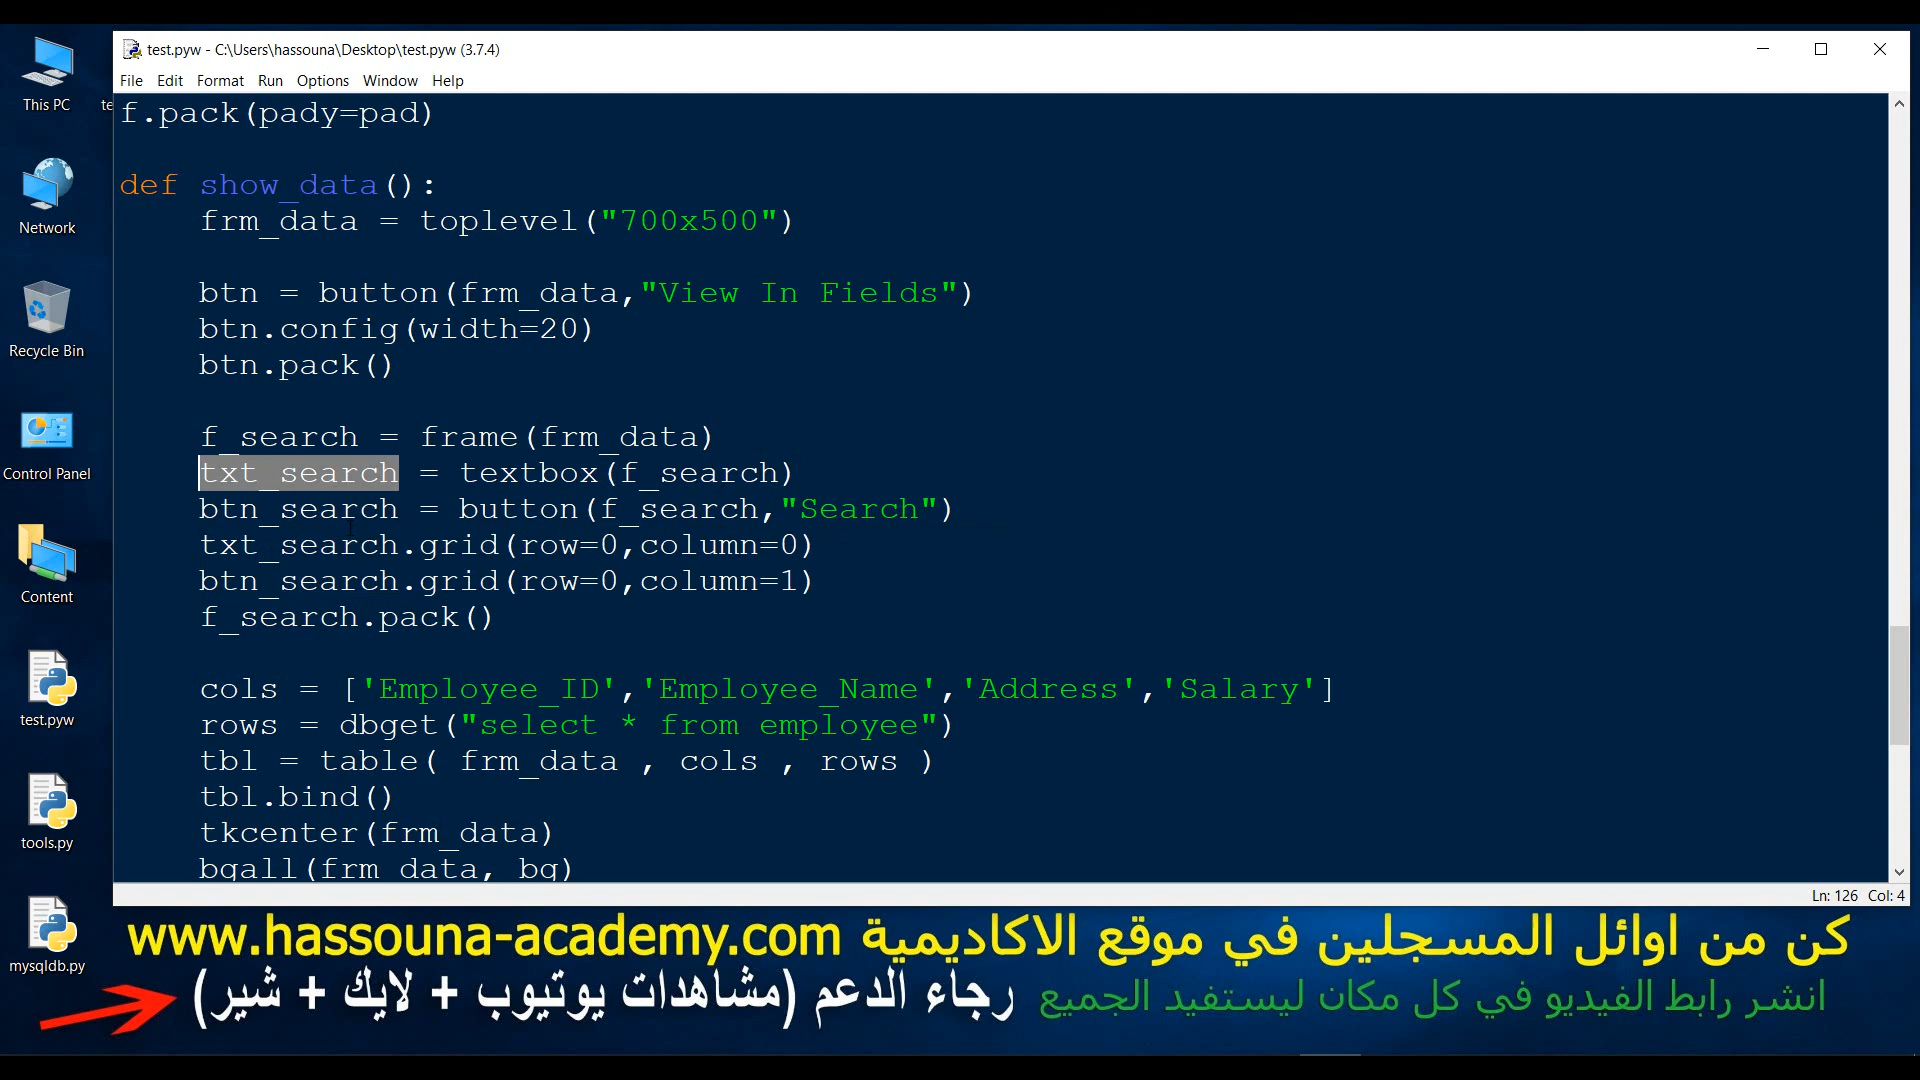 test.pyw - C:\Users\hassouna\Desktop\test.pyw (3.7.4)
File Edit Format Run Options Window Help
f.pack(pady=pad)
def show_data():
    frm_data = toplevel("700x500")
    btn = button(frm_data,"View In Fields")
    btn.config(width=20)
    btn.pack()
    f_search = frame(frm_data)
    txt_search = textbox(f_search)
    btn_search = button(f_search,"Search")
    txt_search.grid(row=0,column=0)
    btn_search.grid(row=0,column=1)
    f_search.pack()
    cols = ['Employee_ID','Employee_Name','Address','Salary']
    rows = dbget("select * from employee")
    tbl = table( frm_data , cols , rows )
    tbl.bind()
    tkcenter(frm_data)
    bgall(frm_data, bg)
Ln: 126 Col: 4
This PC
te
Network
Recycle Bin
Control Panel
Content
test.pyw
tools.py
mysqldb.py
كن من اوائل المسجلين في موقع الاكاديمية www.hassouna-academy.com
انشر رابط الفيديو في كل مكان ليستفيد الجميع
رجاء الدعم (مشاهدات يوتيوب + لايك + شير)